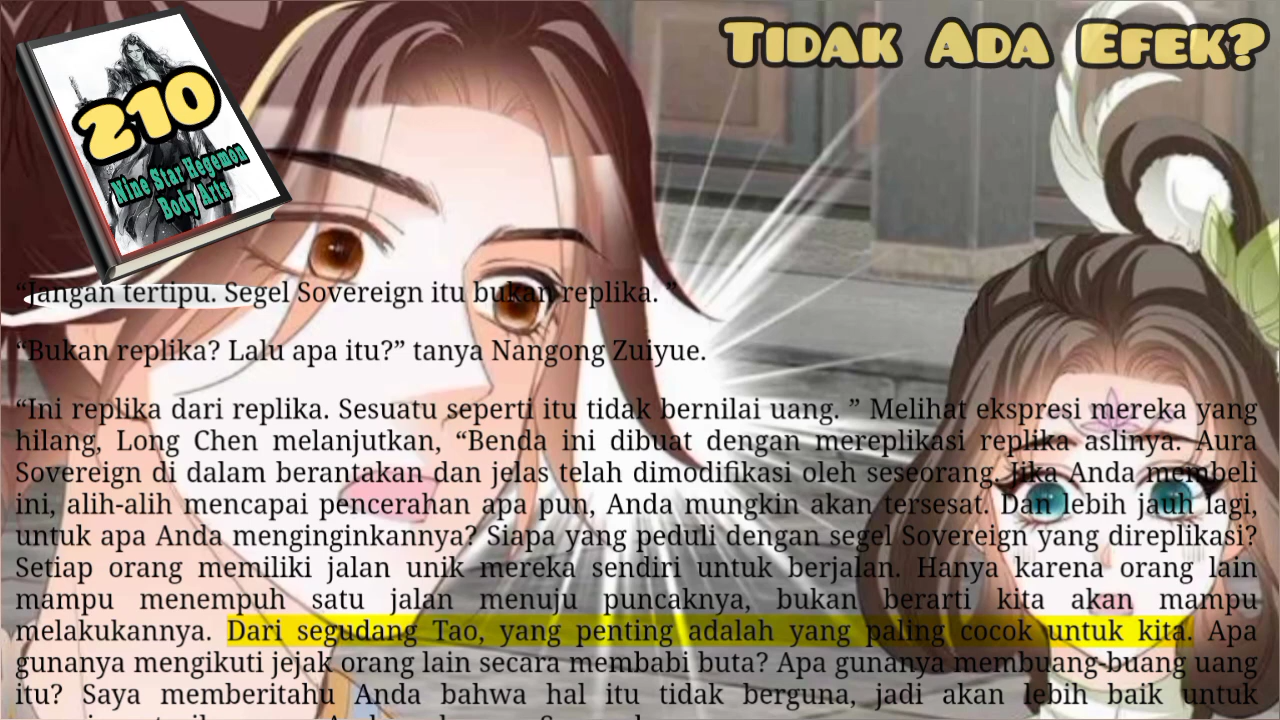 TIDAK ADA EFEK?
210
Nine Star Hegemon
Body Arts
“Jangan tertipu. Segel Sovereign itu bukan replika. ”
“Bukan replika? Lalu apa itu?” tanya Nangong Zuiyue.
“Ini replika dari replika. Sesuatu seperti itu tidak bernilai uang. ” Melihat ekspresi mereka yang
hilang, Long Chen melanjutkan, “Benda ini dibuat dengan mereplikasi replika aslinya. Aura
Sovereign di dalam berantakan dan jelas telah dimodifikasi oleh seseorang. Jika Anda membeli
ini, alih-alih mencapai pencerahan apa pun, Anda mungkin akan tersesat. Dan lebih jauh lagi,
untuk apa Anda menginginkannya? Siapa yang peduli dengan segel Sovereign yang direplikasi?
Setiap orang memiliki jalan unik mereka sendiri untuk berjalan. Hanya karena orang lain
mampu menempuh satu jalan menuju puncaknya, bukan berarti kita akan mampu
melakukannya. Dari segudang Tao, yang penting adalah yang paling cocok untuk kita. Apa
gunanya mengikuti jejak orang lain secara membabi buta? Apa gunanya membuang-buang uang
itu? Saya memberitahu Anda bahwa hal itu tidak berguna, jadi akan lebih baik untuk